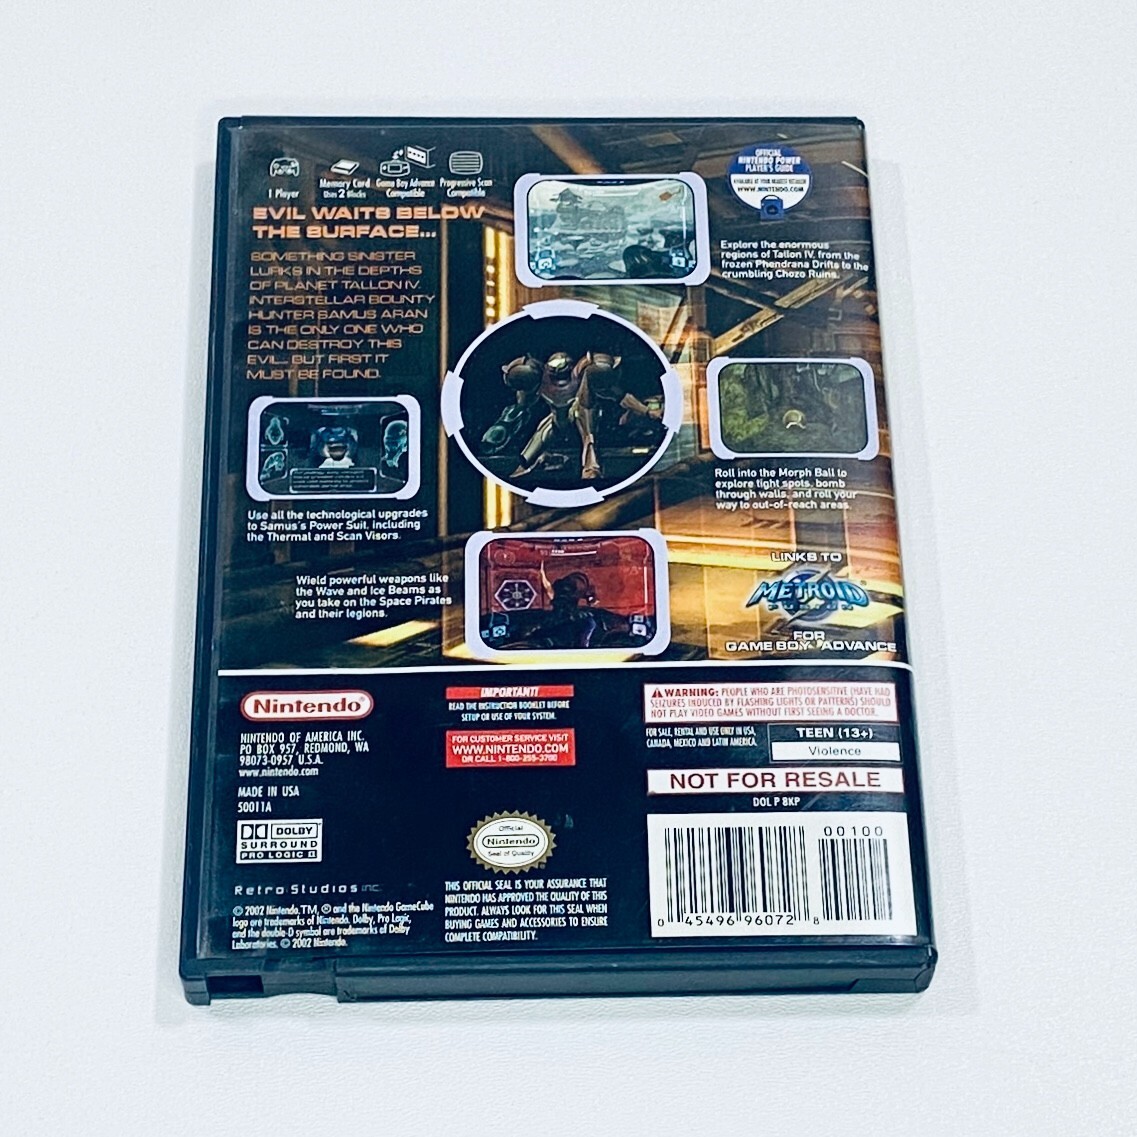 1 Player
Memory Card
Uses 2 Blocks
Game Boy Advance
Compatible
Progressive Scan
Compatible
OFFICIAL
NINTENDO POWER
PLAYER'S GUIDE
AVAILABLE AT YOUR NEAREST RETAILER
WWW.NINTENDO.COM
EVIL WAITS BELOW
THE SURFACE...
SOMETHING SINISTER
LURKS IN THE DEPTHS
OF PLANET TALLON IV.
INTERSTELLAR BOUNTY
HUNTER SAMUS ARAN
IS THE ONLY ONE WHO
CAN DESTROY THIS
EVIL... BUT FIRST IT
MUST BE FOUND.
Explore the enormous
regions of Tallon IV, from the
frozen Phendrana Drifts to the
crumbling Chozo Ruins.
Roll into the Morph Ball to
explore tight spots, bomb
through walls, and roll your
way to out-of-reach areas.
Use all the technological upgrades
to Samus's Power Suit, including
the Thermal and Scan Visors.
Wield powerful weapons like
the Wave and Ice Beams as
you take on the Space Pirates
and their legions.
LINKS TO
METROID
FUSION
FOR
GAME BOY ADVANCE
Nintendo®
NINTENDO OF AMERICA INC.
PO BOX 957, REDMOND, WA
98073-0957 U.S.A.
www.nintendo.com
MADE IN USA
50011A
DOLBY
SURROUND
PRO LOGIC II
Retro Studios INC.
© 2002 Nintendo. TM, ® and the Nintendo GameCube
logo are trademarks of Nintendo. Dolby, Pro Logic,
and the double-D symbol are trademarks of Dolby
Laboratories. © 2002 Nintendo.
IMPORTANT!
READ THE INSTRUCTION BOOKLET BEFORE
SETUP OR USE OF YOUR SYSTEM.
FOR CUSTOMER SERVICE VISIT
WWW.NINTENDO.COM
OR CALL 1-800-255-3700
Official
Nintendo
Seal of Quality
THIS OFFICIAL SEAL IS YOUR ASSURANCE THAT
NINTENDO HAS APPROVED THE QUALITY OF THIS
PRODUCT. ALWAYS LOOK FOR THIS SEAL WHEN
BUYING GAMES AND ACCESSORIES TO ENSURE
COMPLETE COMPATIBILITY.
WARNING: PEOPLE WHO ARE PHOTOSENSITIVE (HAVE HAD
SEIZURES INDUCED BY FLASHING LIGHTS OR PATTERNS) SHOULD
NOT PLAY VIDEO GAMES WITHOUT FIRST SEEING A DOCTOR.
FOR SALE, RENTAL AND USE ONLY IN USA,
CANADA, MEXICO AND LATIN AMERICA.
TEEN (13+)
Violence
NOT FOR RESALE
DOL P 8KP
00100
0 45496 96072 8